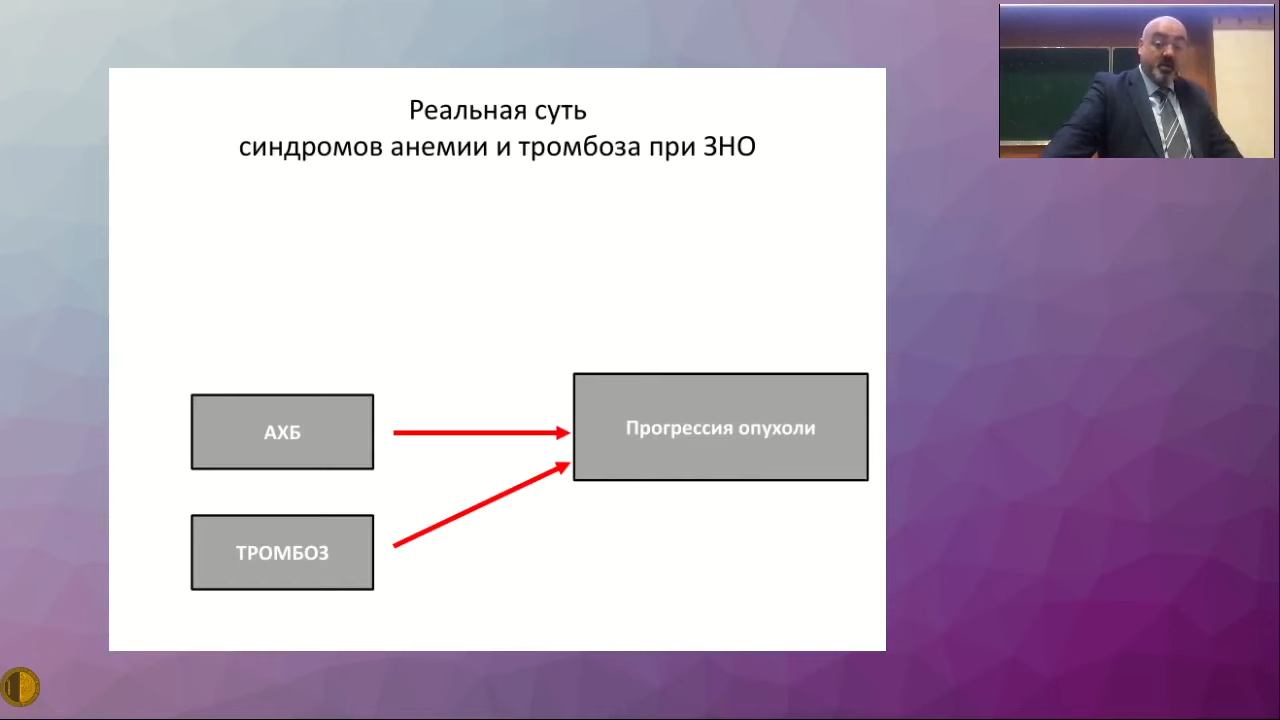 Реальная суть
синдромов анемии и тромбоза при ЗНО
АХБ
Прогрессия опухоли
ТРОМБОЗ